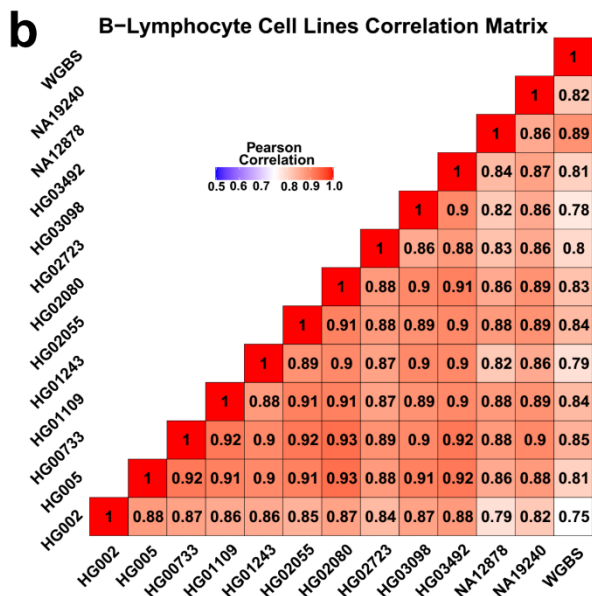 b
B–Lymphocyte Cell Lines Correlation Matrix
WGBS 1
NA19240 1 0.82
NA12878 1 0.86 0.89
Pearson
Correlation
0.5 0.6 0.7 0.8 0.9 1.0
HG03492 1 0.84 0.87 0.81
HG03098 1 0.9 0.82 0.86 0.78
HG02723 1 0.86 0.88 0.83 0.86 0.8
HG02080 1 0.88 0.9 0.91 0.86 0.89 0.83
HG02055 1 0.91 0.88 0.89 0.9 0.88 0.89 0.84
HG01243 1 0.89 0.9 0.87 0.9 0.9 0.82 0.86 0.79
HG01109 1 0.88 0.91 0.91 0.87 0.89 0.9 0.88 0.89 0.84
HG00733 1 0.92 0.9 0.92 0.93 0.89 0.9 0.92 0.88 0.9 0.85
HG005 1 0.92 0.91 0.9 0.91 0.93 0.88 0.91 0.92 0.86 0.88 0.81
HG002 1 0.88 0.87 0.86 0.86 0.85 0.87 0.84 0.87 0.88 0.79 0.82 0.75
HG002 HG005 HG00733 HG01109 HG01243 HG02055 HG02080 HG02723 HG03098 HG03492 NA12878 NA19240 WGBS